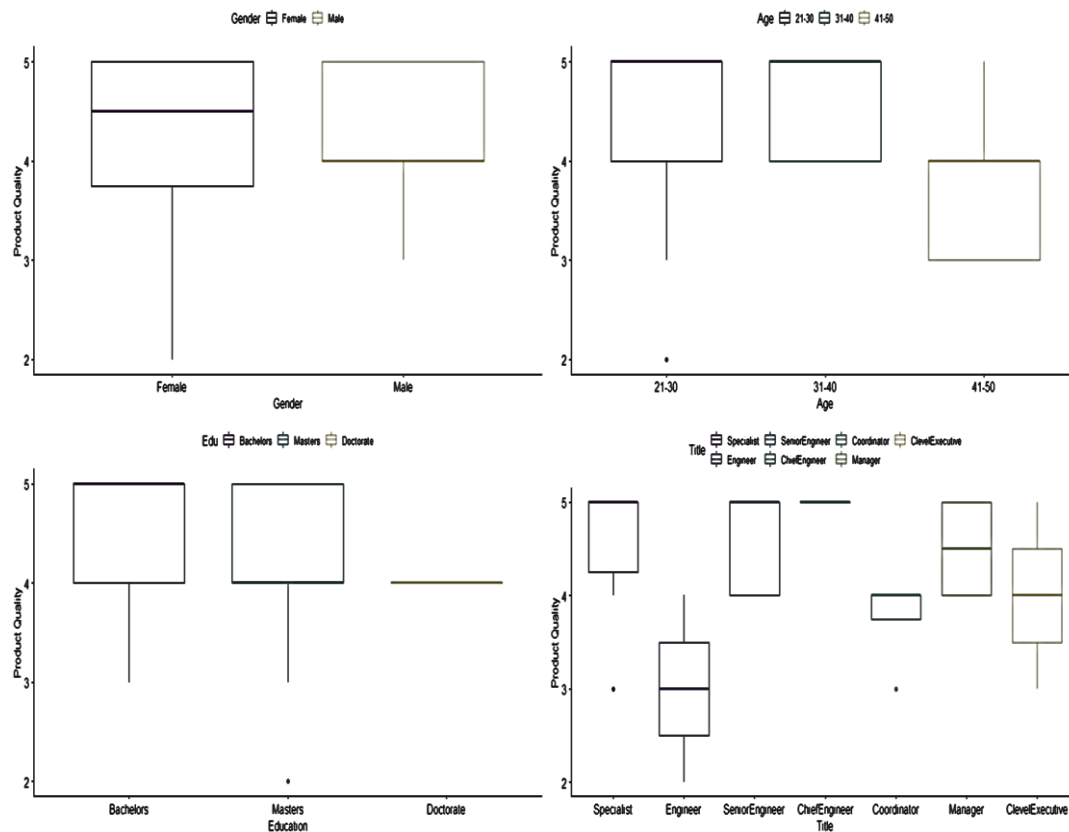 Gender Female Male
Product Quality
5
4
3
2
Female Male
Gender
Age 21-30 31-40 41-50
Product Quality
5
4
3
2
21-30 31-40 41-50
Age
Edu Bachelors Masters Doctorate
Product Quality
5
4
3
2
Bachelors Masters Doctorate
Education
Title Specialist SeniorEngineer Coordinator ClevelExecutive
Engineer ChiefEngineer Manager
Product Quality
5
4
3
2
Specialist Engineer SeniorEngineer ChiefEngineer Coordinator Manager ClevelExecutive
Title